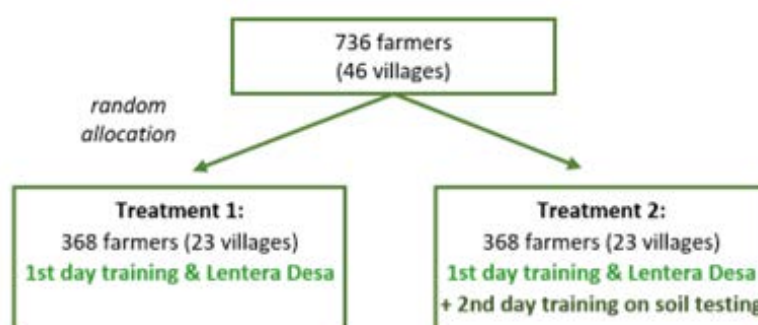 736 farmers
(46 villages)
random
allocation
Treatment 1:
368 farmers (23 villages)
1st day training & Lentera Desa
Treatment 2:
368 farmers (23 villages)
1st day training & Lentera Desa
+ 2nd day training on soil testing